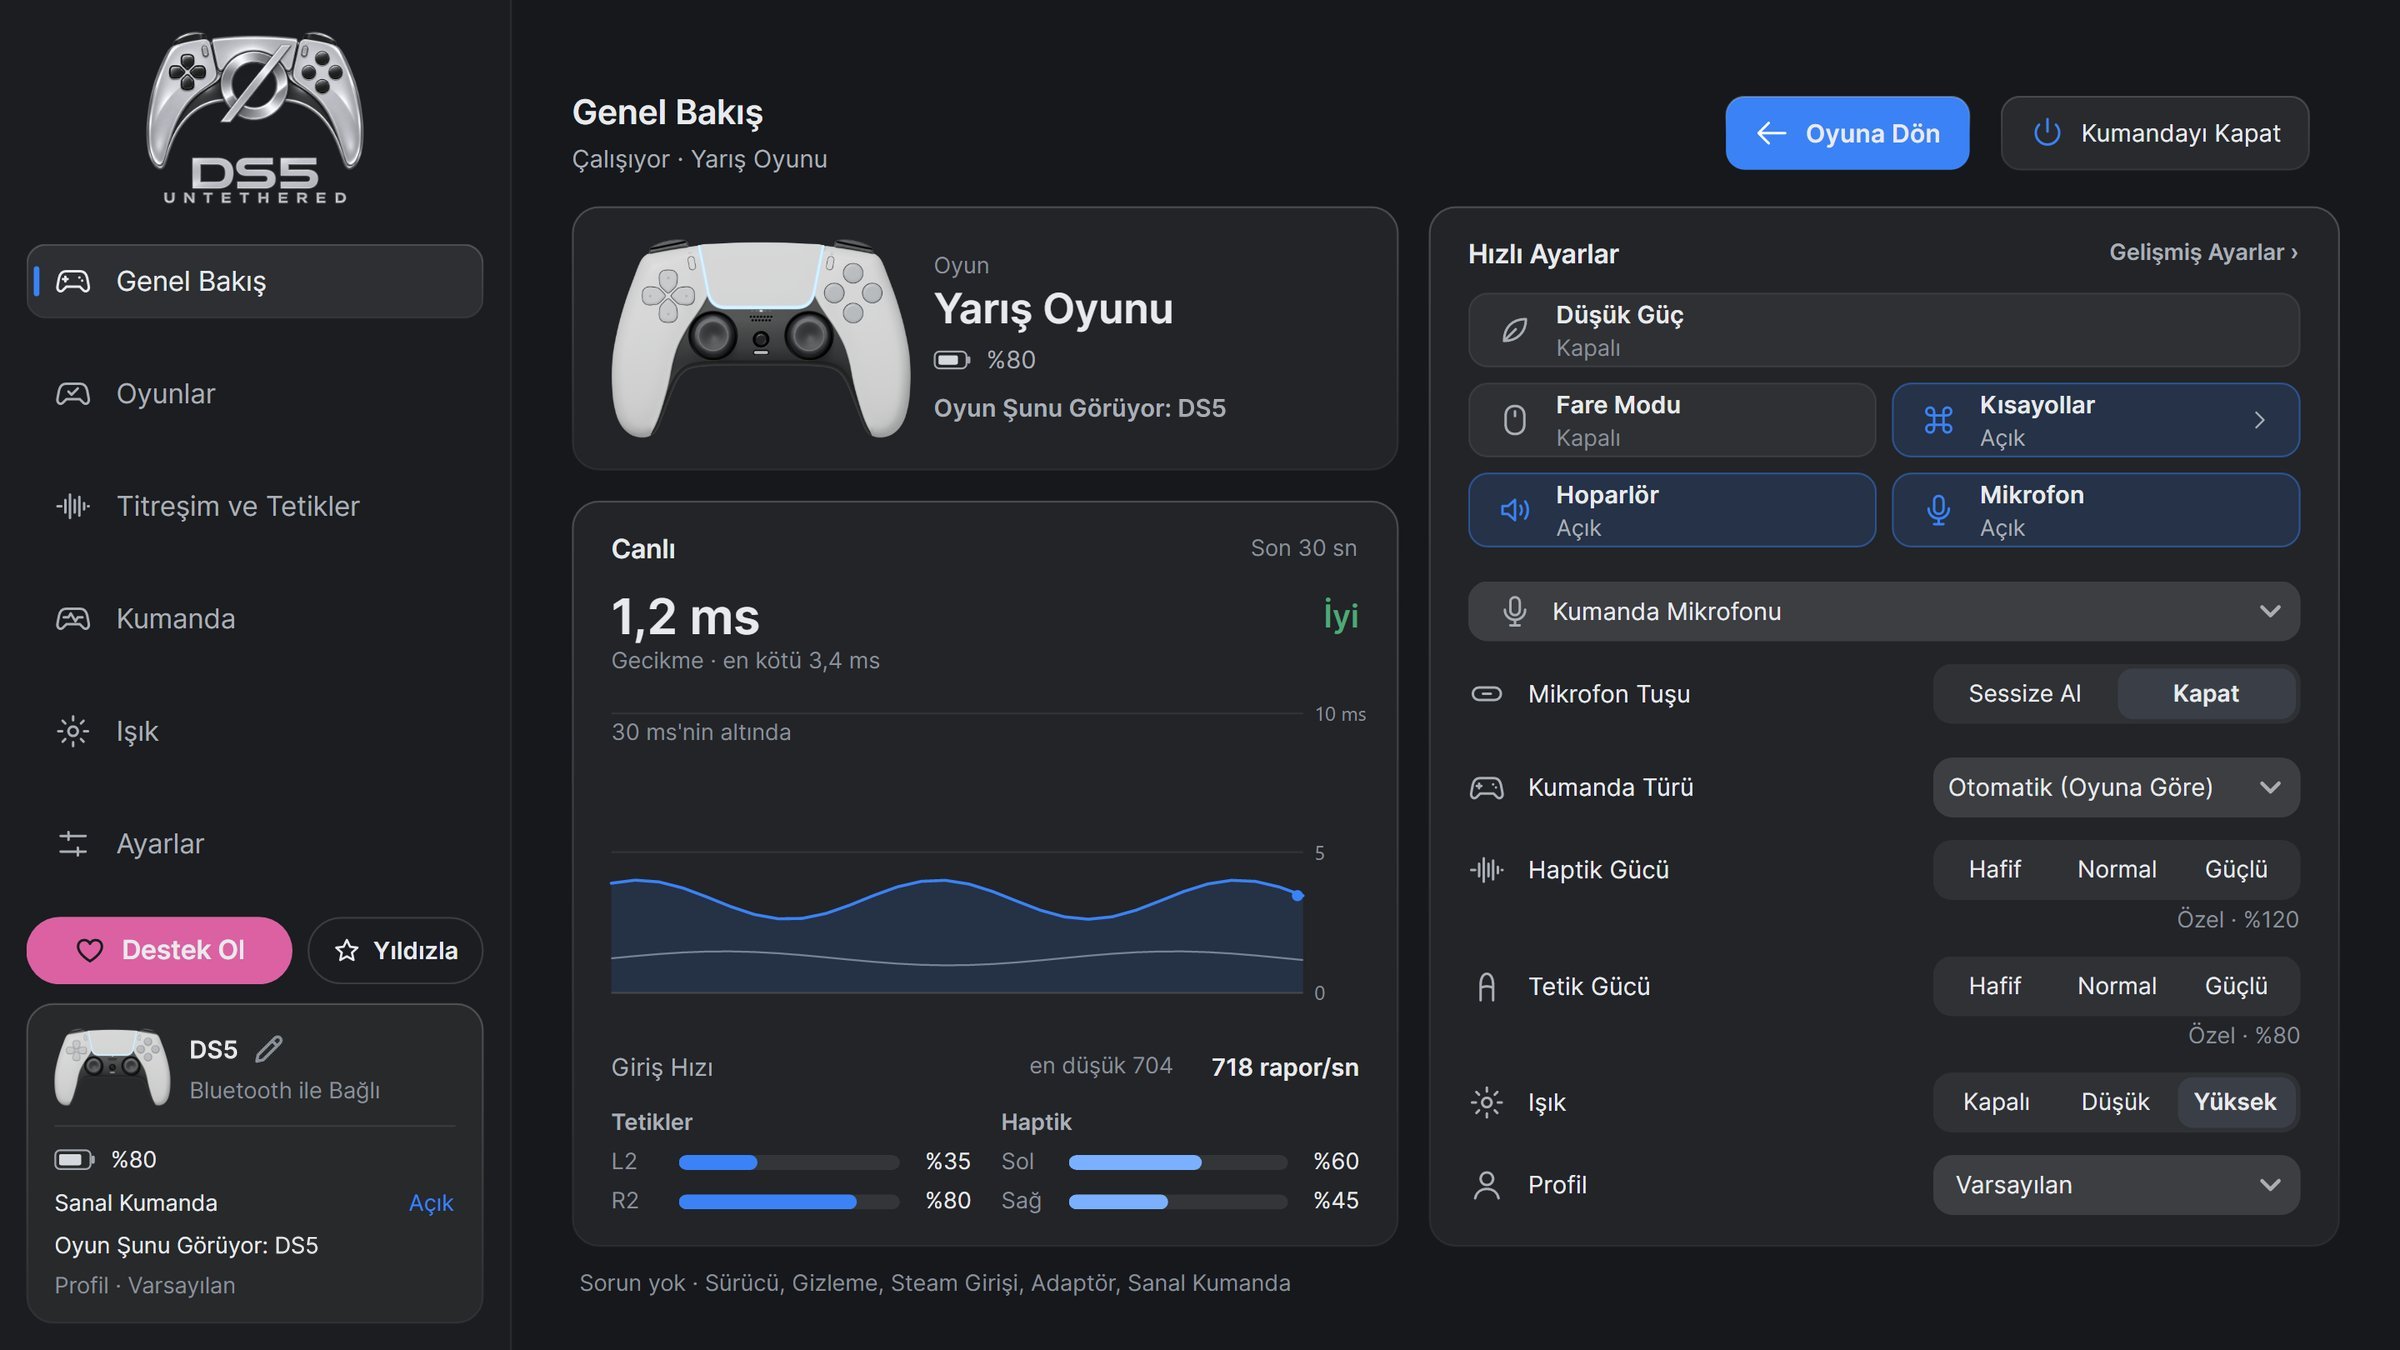 DS5
UNTETHERED
Genel Bakış
Oyunlar
Titreşim ve Tetikler
Kumanda
Işık
Ayarlar
Destek Ol
Yıldızla
DS5
Bluetooth ile Bağlı
%80
Sanal Kumanda Açık
Oyun Şunu Görüyor: DS5
Profil · Varsayılan
Genel Bakış
Çalışıyor · Yarış Oyunu
Oyuna Dön
Kumandayı Kapat
Oyun
Yarış Oyunu
%80
Oyun Şunu Görüyor: DS5
Canlı Son 30 sn
1,2 ms İyi
Gecikme · en kötü 3,4 ms
10 ms
30 ms'nin altında
5
0
Giriş Hızı en düşük 704 718 rapor/sn
Tetikler Haptik
L2 %35 Sol %60
R2 %80 Sağ %45
Sorun yok · Sürücü, Gizleme, Steam Girişi, Adaptör, Sanal Kumanda
Hızlı Ayarlar Gelişmiş Ayarlar ›
Düşük Güç
Kapalı
Fare Modu
Kapalı
Kısayollar
Açık
Hoparlör
Açık
Mikrofon
Açık
Kumanda Mikrofonu
Mikrofon Tuşu Sessize Al Kapat
Kumanda Türü Otomatik (Oyuna Göre)
Haptik Gücü Hafif Normal Güçlü
Özel · %120
Tetik Gücü Hafif Normal Güçlü
Özel · %80
Işık Kapalı Düşük Yüksek
Profil Varsayılan